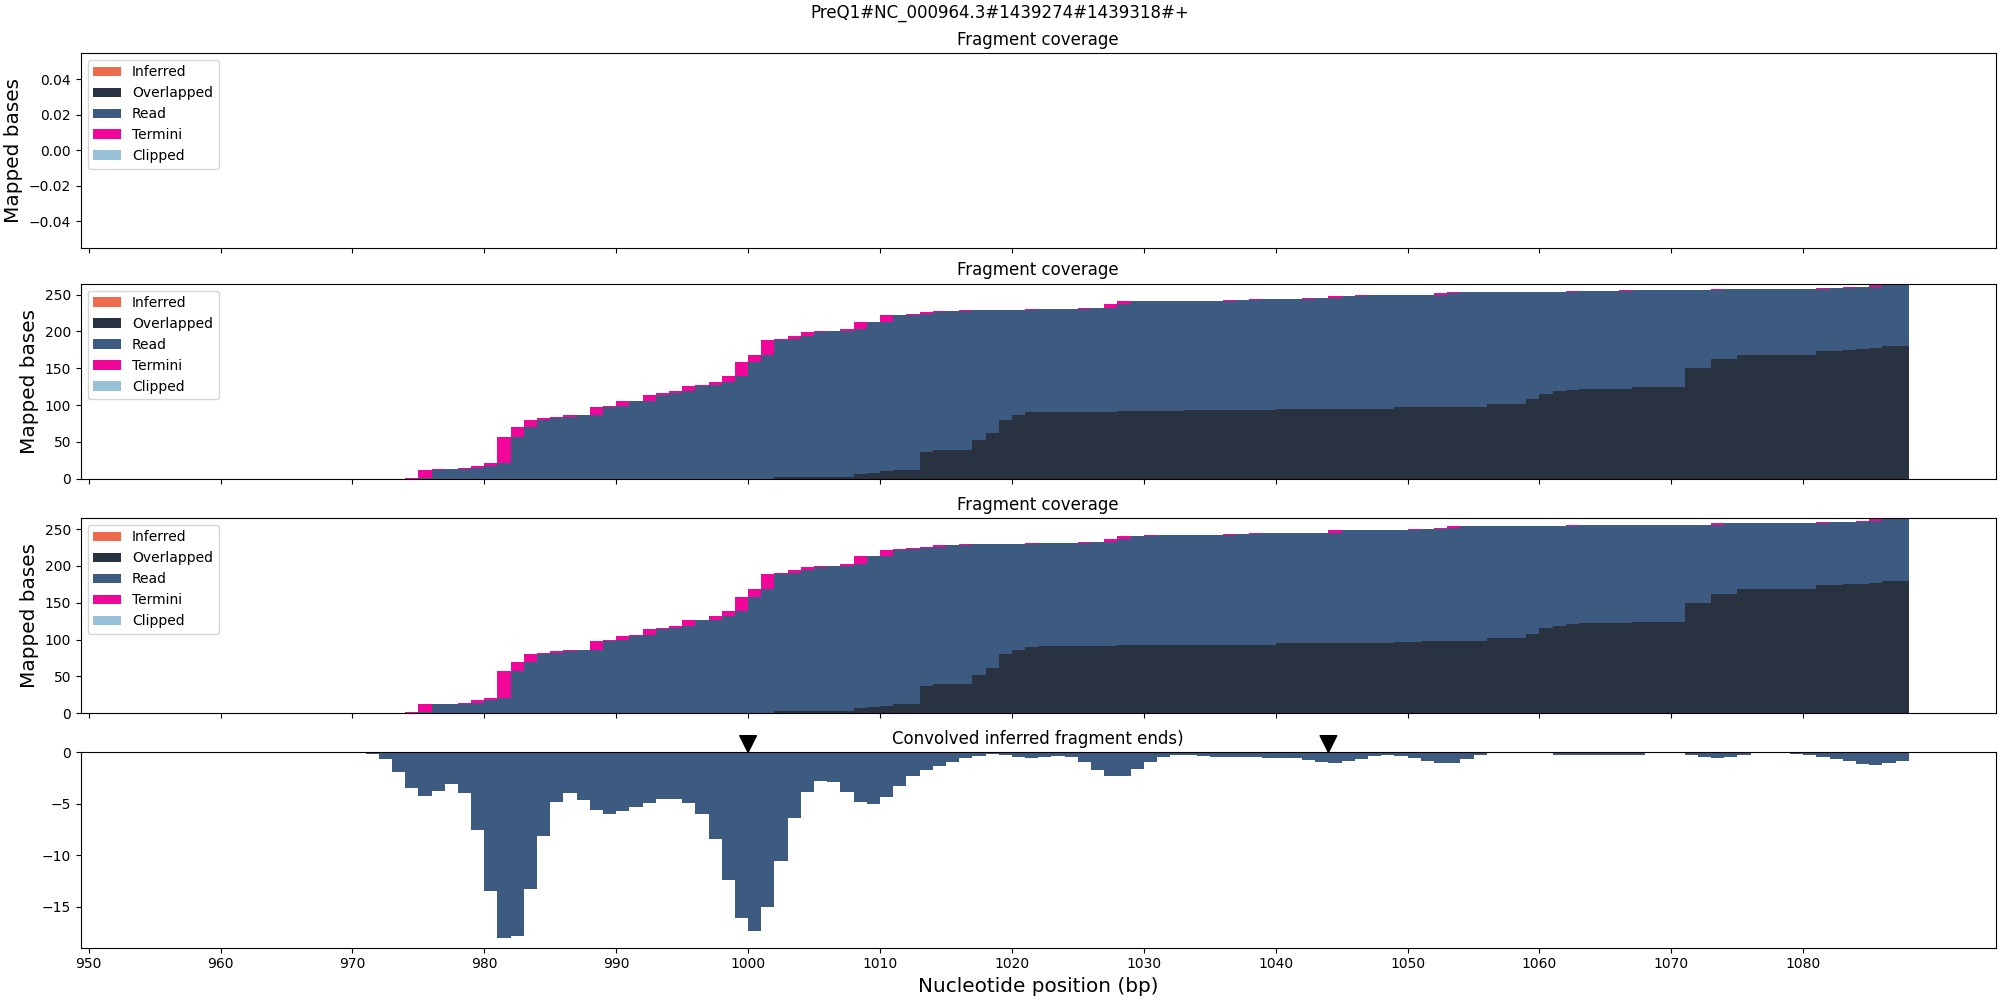 PreQ1#NC_000964.3#1439274#1439318#+
Fragment coverage
Mapped bases
0.04
0.02
0.00
−0.02
−0.04
Inferred
Overlapped
Read
Termini
Clipped
Fragment coverage
Mapped bases
250
200
150
100
50
0
Inferred
Overlapped
Read
Termini
Clipped
Fragment coverage
Mapped bases
250
200
150
100
50
0
Inferred
Overlapped
Read
Termini
Clipped
Convolved inferred fragment ends)
0
−5
−10
−15
950 960 970 980 990 1000 1010 1020 1030 1040 1050 1060 1070 1080
Nucleotide position (bp)